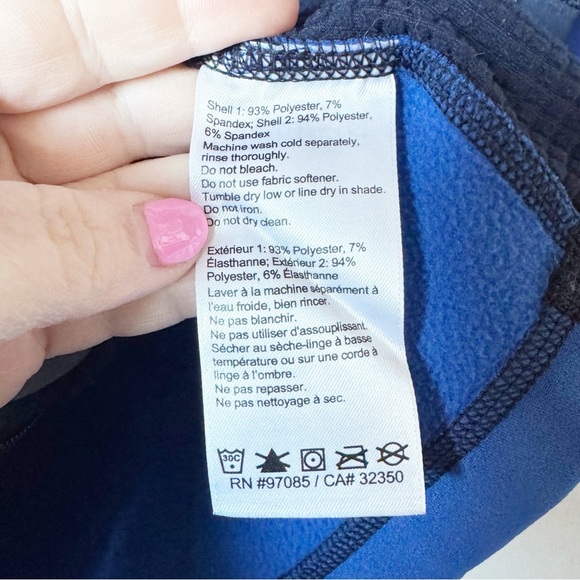 Shell 1: 93% Polyester, 7%
Spandex; Shell 2: 94% Polyester,
6% Spandex
Machine wash cold separately,
rinse thoroughly.
Do not bleach.
Do not use fabric softener.
Tumble dry low or line dry in shade.
Do not iron.
Do not dry clean.
Extérieur 1: 93% Polyester, 7%
Élasthanne; Extérieur 2: 94%
Polyester, 6% Élasthanne
Laver à la machine séparément à
l'eau froide, bien rincer.
Ne pas blanchir.
Ne pas utiliser d'assouplissant.
Sécher au sèche-linge à basse
température ou sur une corde à
linge à l'ombre.
Ne pas repasser.
Ne pas nettoyage à sec.
30C
RN #97085 / CA# 32350